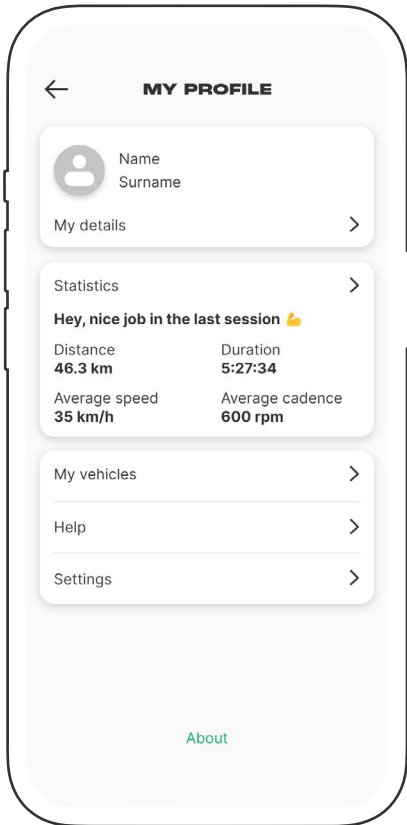 MY PROFILE
Name
Surname
My details
Statistics
Hey, nice job in the last session 💪
Distance
46.3 km
Duration
5:27:34
Average speed
35 km/h
Average cadence
600 rpm
My vehicles
Help
Settings
About